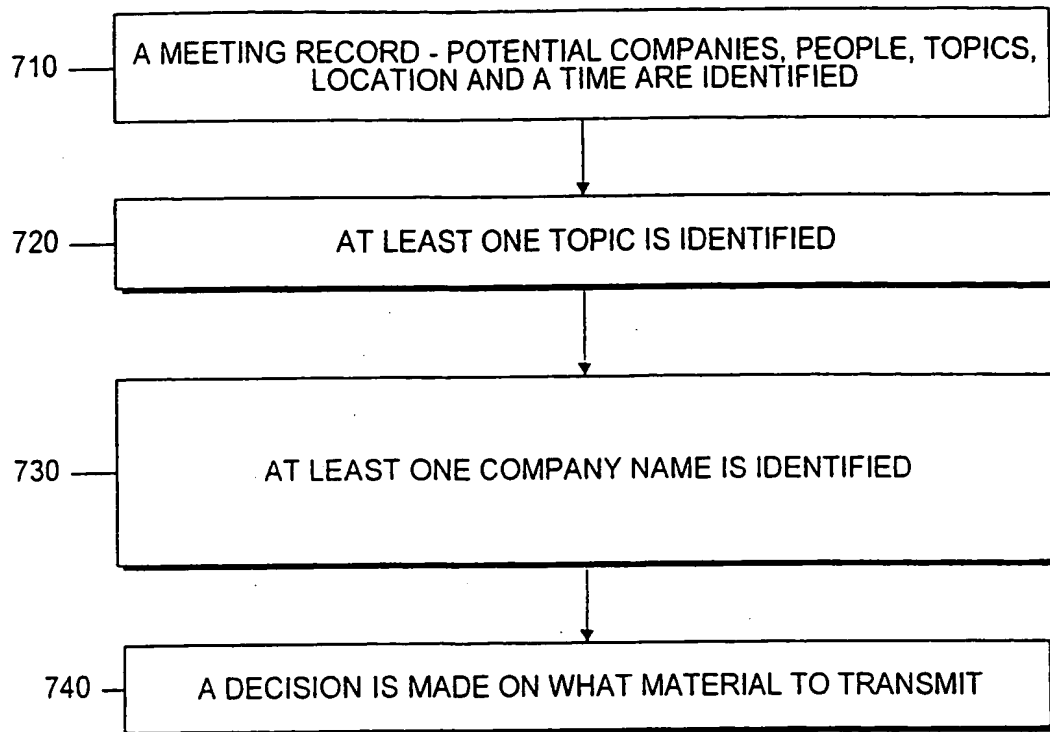 710 A MEETING RECORD - POTENTIAL COMPANIES, PEOPLE, TOPICS,
LOCATION AND A TIME ARE IDENTIFIED
720 AT LEAST ONE TOPIC IS IDENTIFIED
730 AT LEAST ONE COMPANY NAME IS IDENTIFIED
740 A DECISION IS MADE ON WHAT MATERIAL TO TRANSMIT